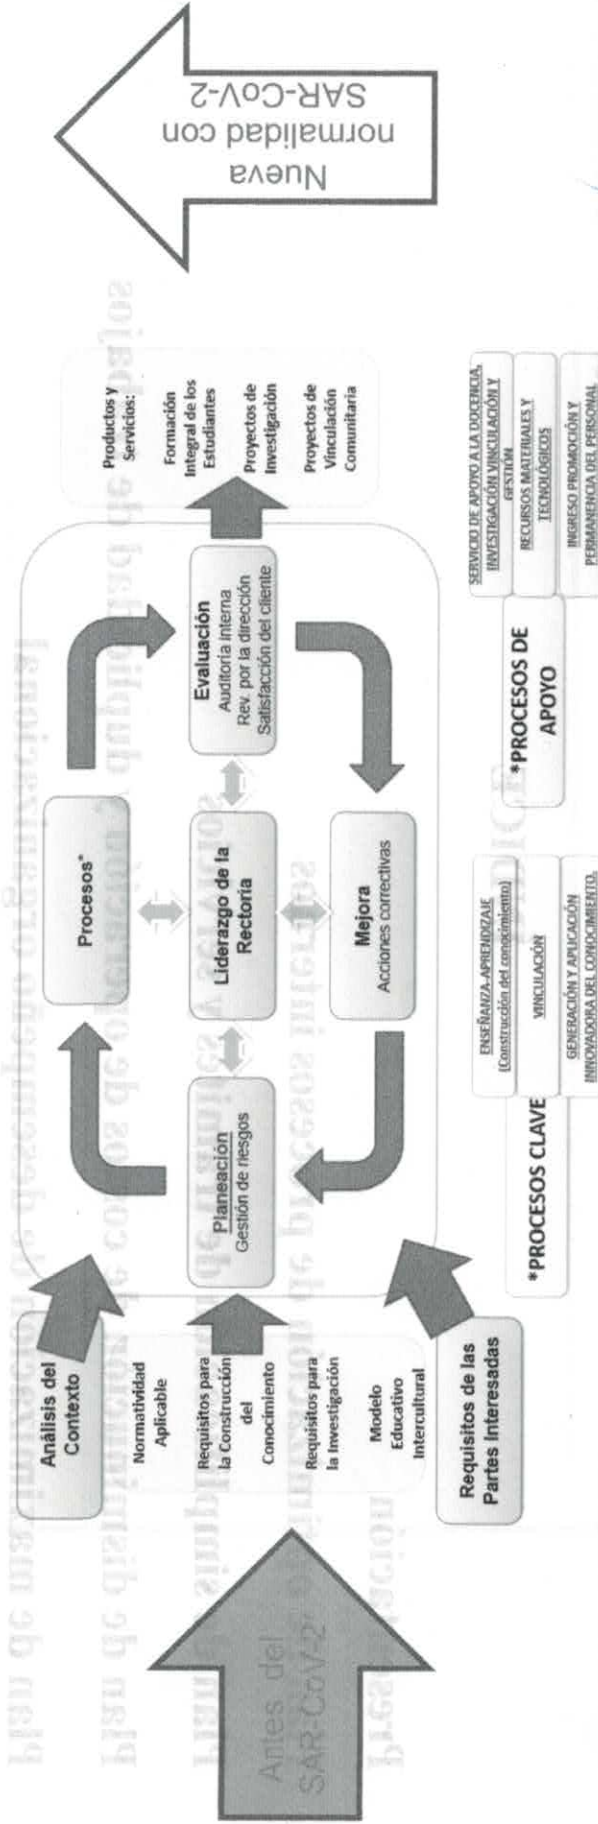 Antes del
SAR-CoV-2
Análisis del
Contexto
Normatividad
Aplicable
Requisitos para
la Construcción
del
Conocimiento
Requisitos para
la Investigación
Modelo
Educativo
Intercultural
Requisitos de las
Partes Interesadas
Planeación
Gestión de riesgos
Procesos*
Liderazgo de la
Rectoría
Mejora
Acciones correctivas
Evaluación
Auditoria interna
Rev. por la dirección
Satisfacción del cliente
Productos y
Servicios:
Formación
Integral de los
Estudiantes
Proyectos de
Investigación
Proyectos de
Vinculación
Comunitaria
Nueva
normalidad con
SAR-CoV-2
*PROCESOS CLAVE
ENSEÑANZA-APRENDIZAJE
(Construcción del conocimiento)
VINCULACIÓN
GENERACIÓN Y APLICACIÓN
INNOVADORA DEL CONOCIMIENTO.
*PROCESOS DE
APOYO
SERVICIO DE APOYO A LA DOCENCIA,
INVESTIGACIÓN VINCULACIÓN Y
GESTIÓN
RECURSOS MATERIALES Y
TECNOLÓGICOS
INGRESO PROMOCIÓN Y
PERMANENCIA DEL PERSONAL